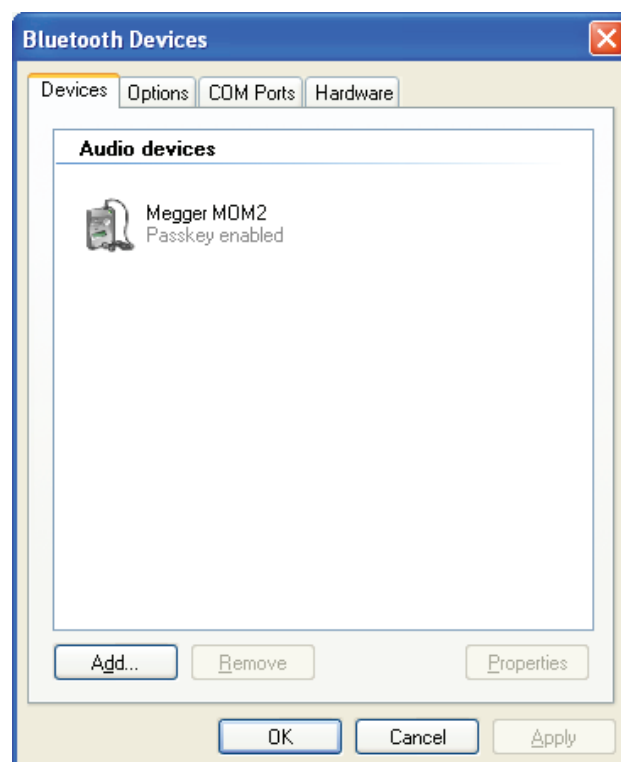 Bluetooth Devices
Devices Options COM Ports Hardware
Audio devices
Megger MOM2
Passkey enabled
Add... Remove Properties
OK Cancel Apply